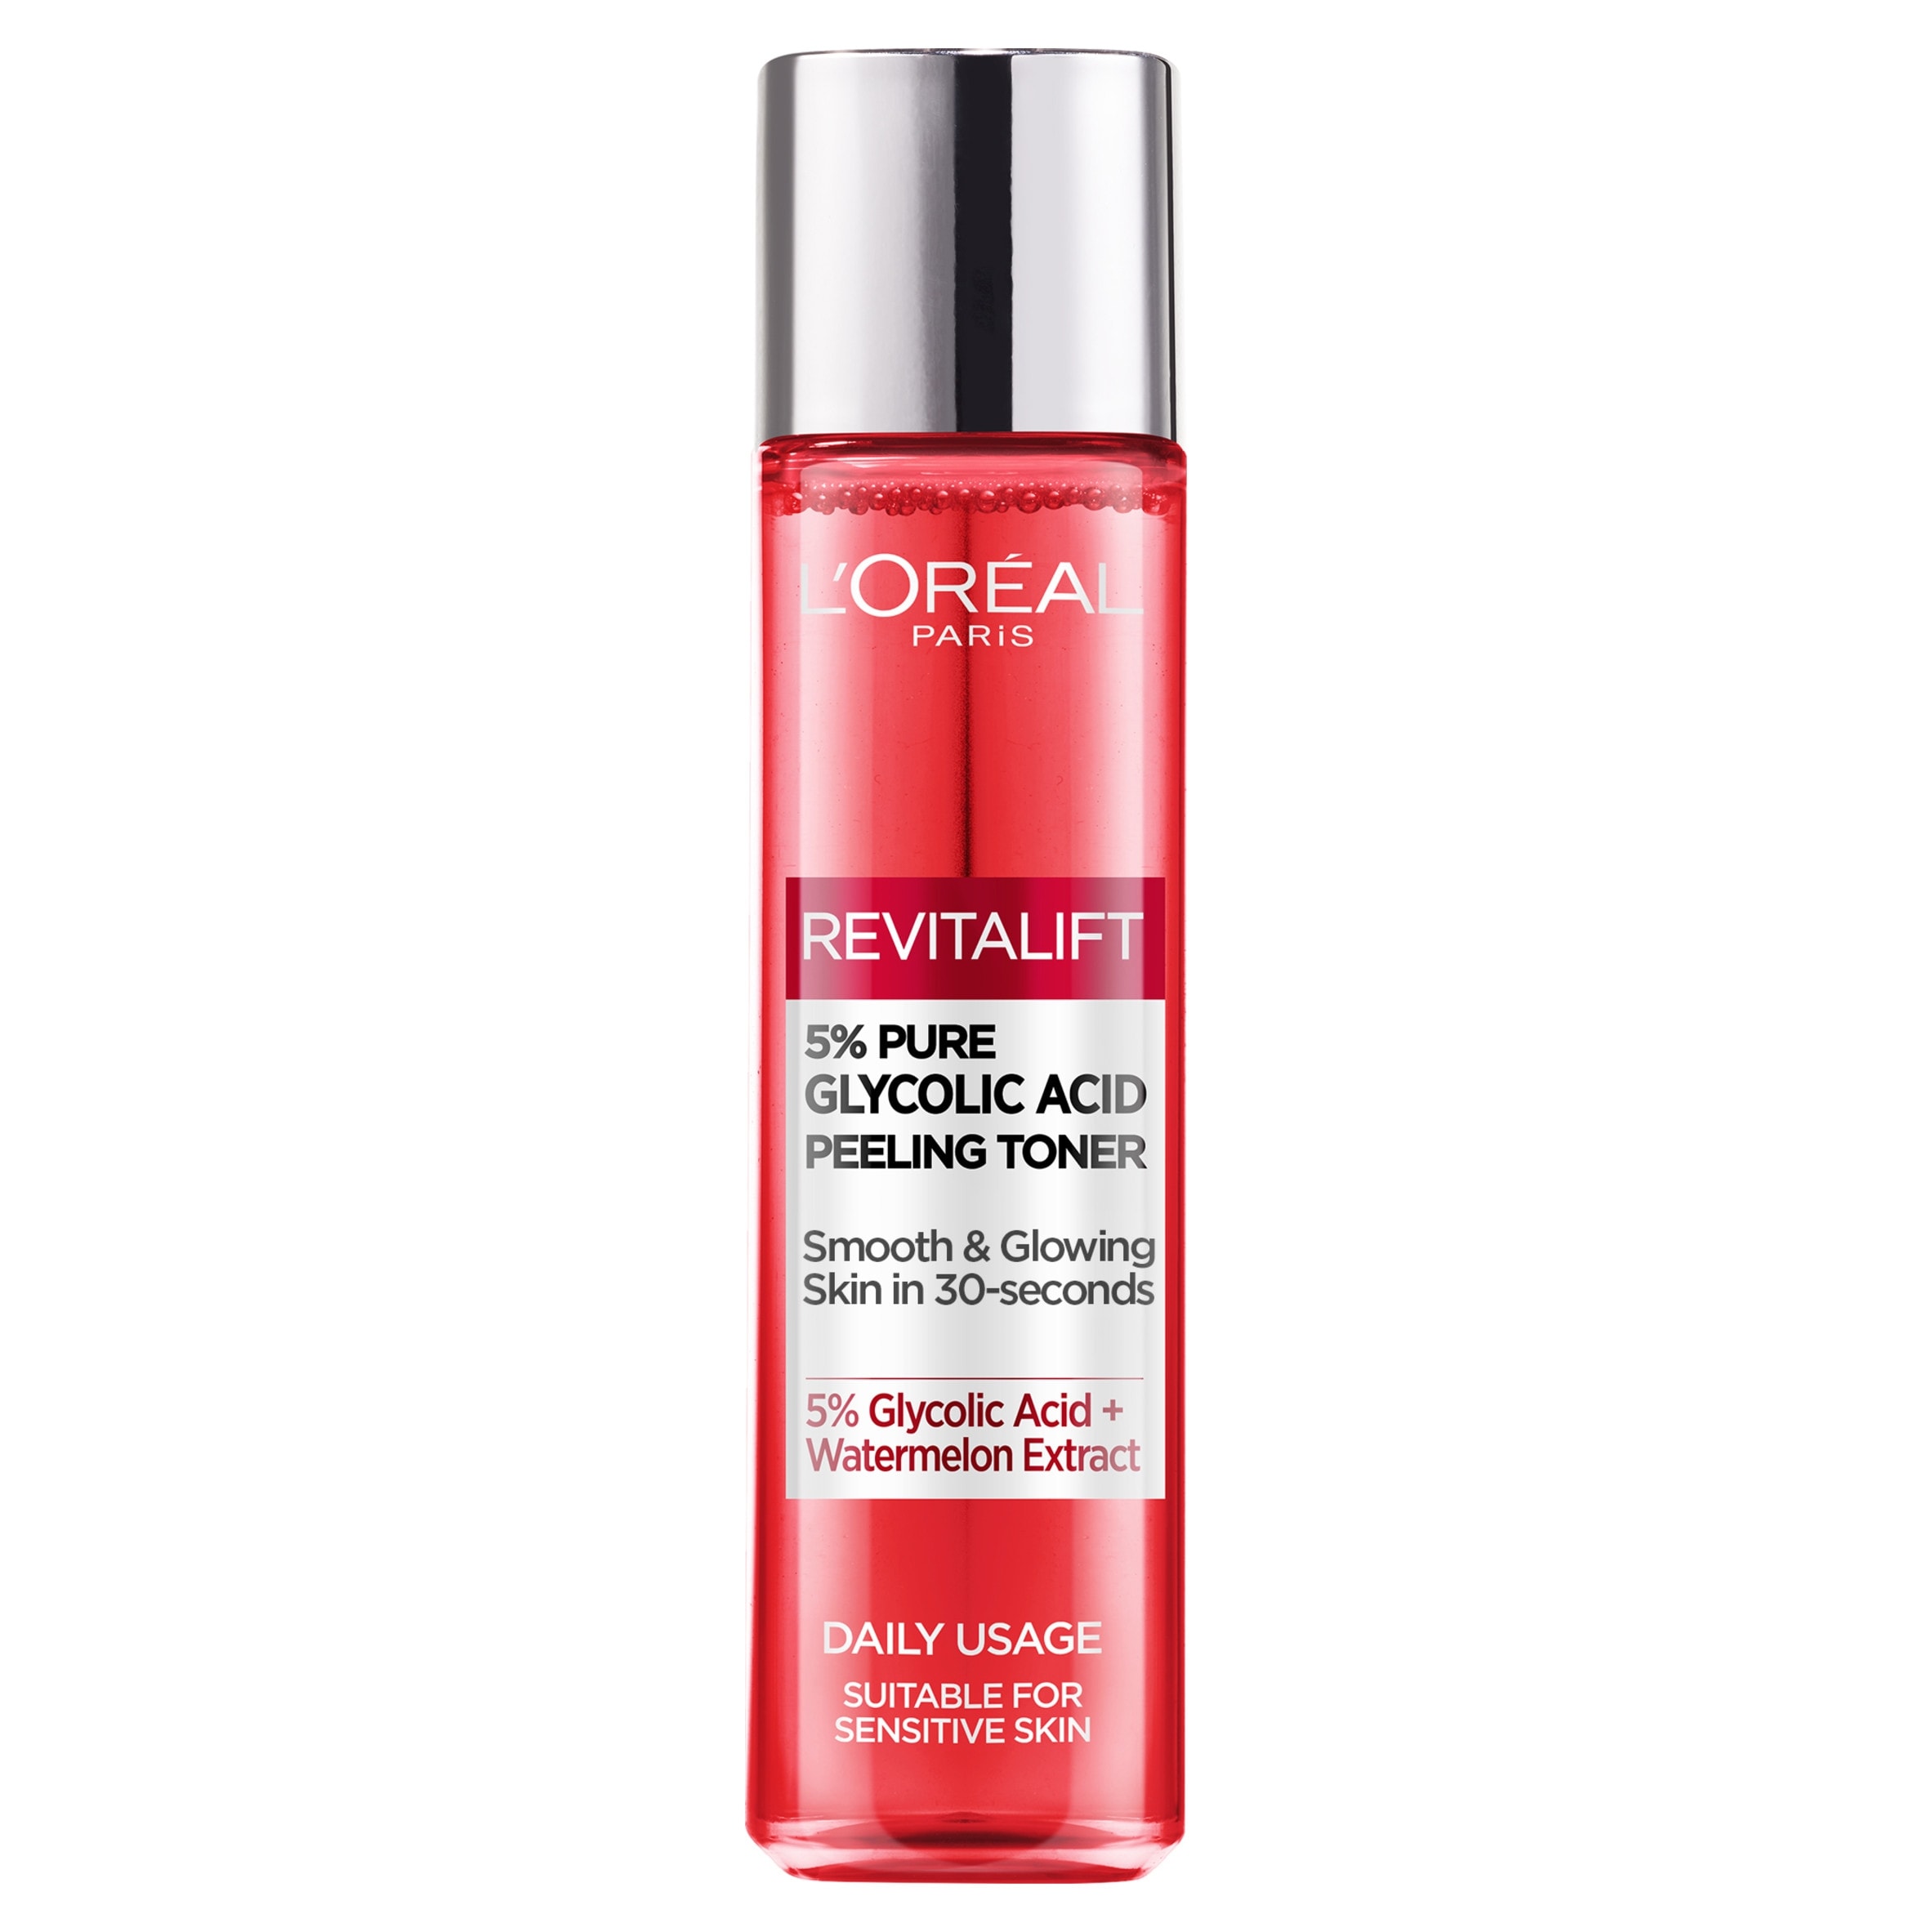 L'ORÉAL
PARiS
REVITALIFT
5% PURE
GLYCOLIC ACID
PEELING TONER
Smooth & Glowing
Skin in 30-seconds
5% Glycolic Acid +
Watermelon Extract
DAILY USAGE
SUITABLE FOR
SENSITIVE SKIN